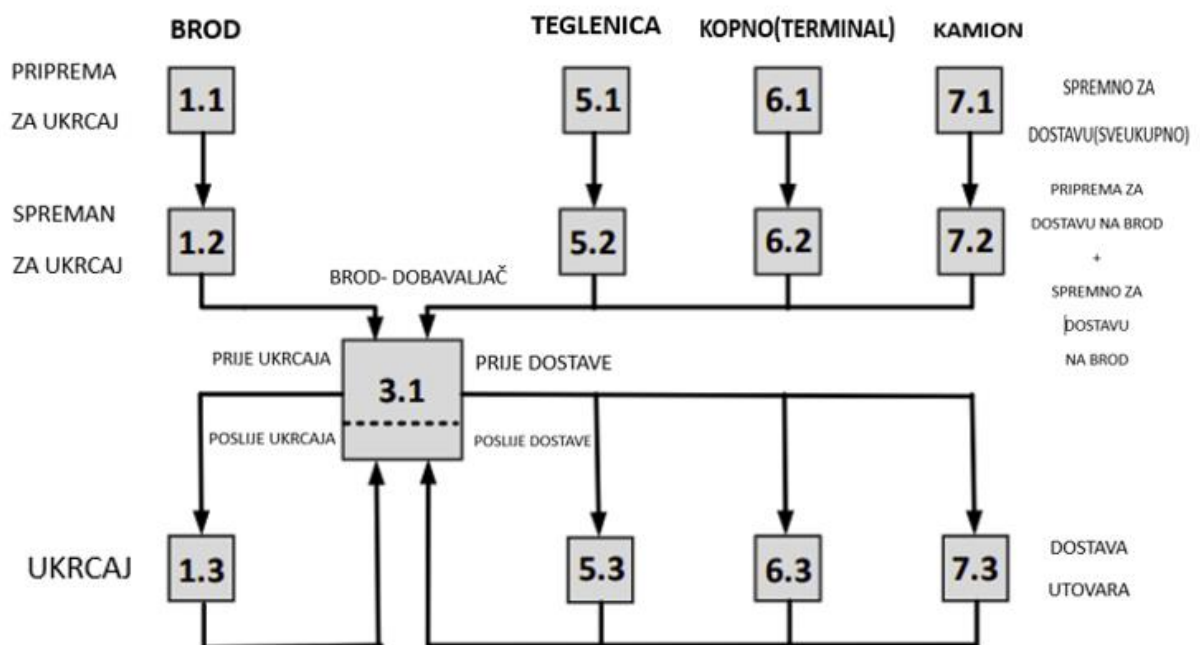 BROD TEGLENICA KOPNO(TERMINAL) KAMION
PRIPREMA
ZA UKRCAJ
1.1 5.1 6.1 7.1
SPREMNO ZA
DOSTAVU(SVEUKUPNO)
SPREMAN
ZA UKRCAJ
1.2 5.2 6.2 7.2
PRIPREMA ZA
DOSTAVU NA BROD
+
SPREMNO ZA
DOSTAVU
NA BROD
BROD- DOBAVALJAČ
PRIJE UKRCAJA
3.1
PRIJE DOSTAVE
POSLIJE UKRCAJA
POSLIJE DOSTAVE
UKRCAJ
1.3 5.3 6.3 7.3
DOSTAVA
UTOVARA